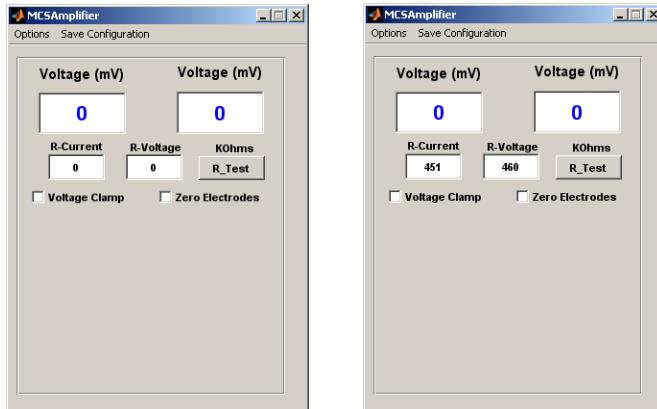 MCSAmplifier
Options Save Configuration
Voltage (mV) Voltage (mV)
0 0
R-Current R-Voltage KOhms
0 0 R_Test
Voltage Clamp Zero Electrodes
MCSAmplifier
Options Save Configuration
Voltage (mV) Voltage (mV)
0 0
R-Current R-Voltage KOhms
451 460 R_Test
Voltage Clamp Zero Electrodes